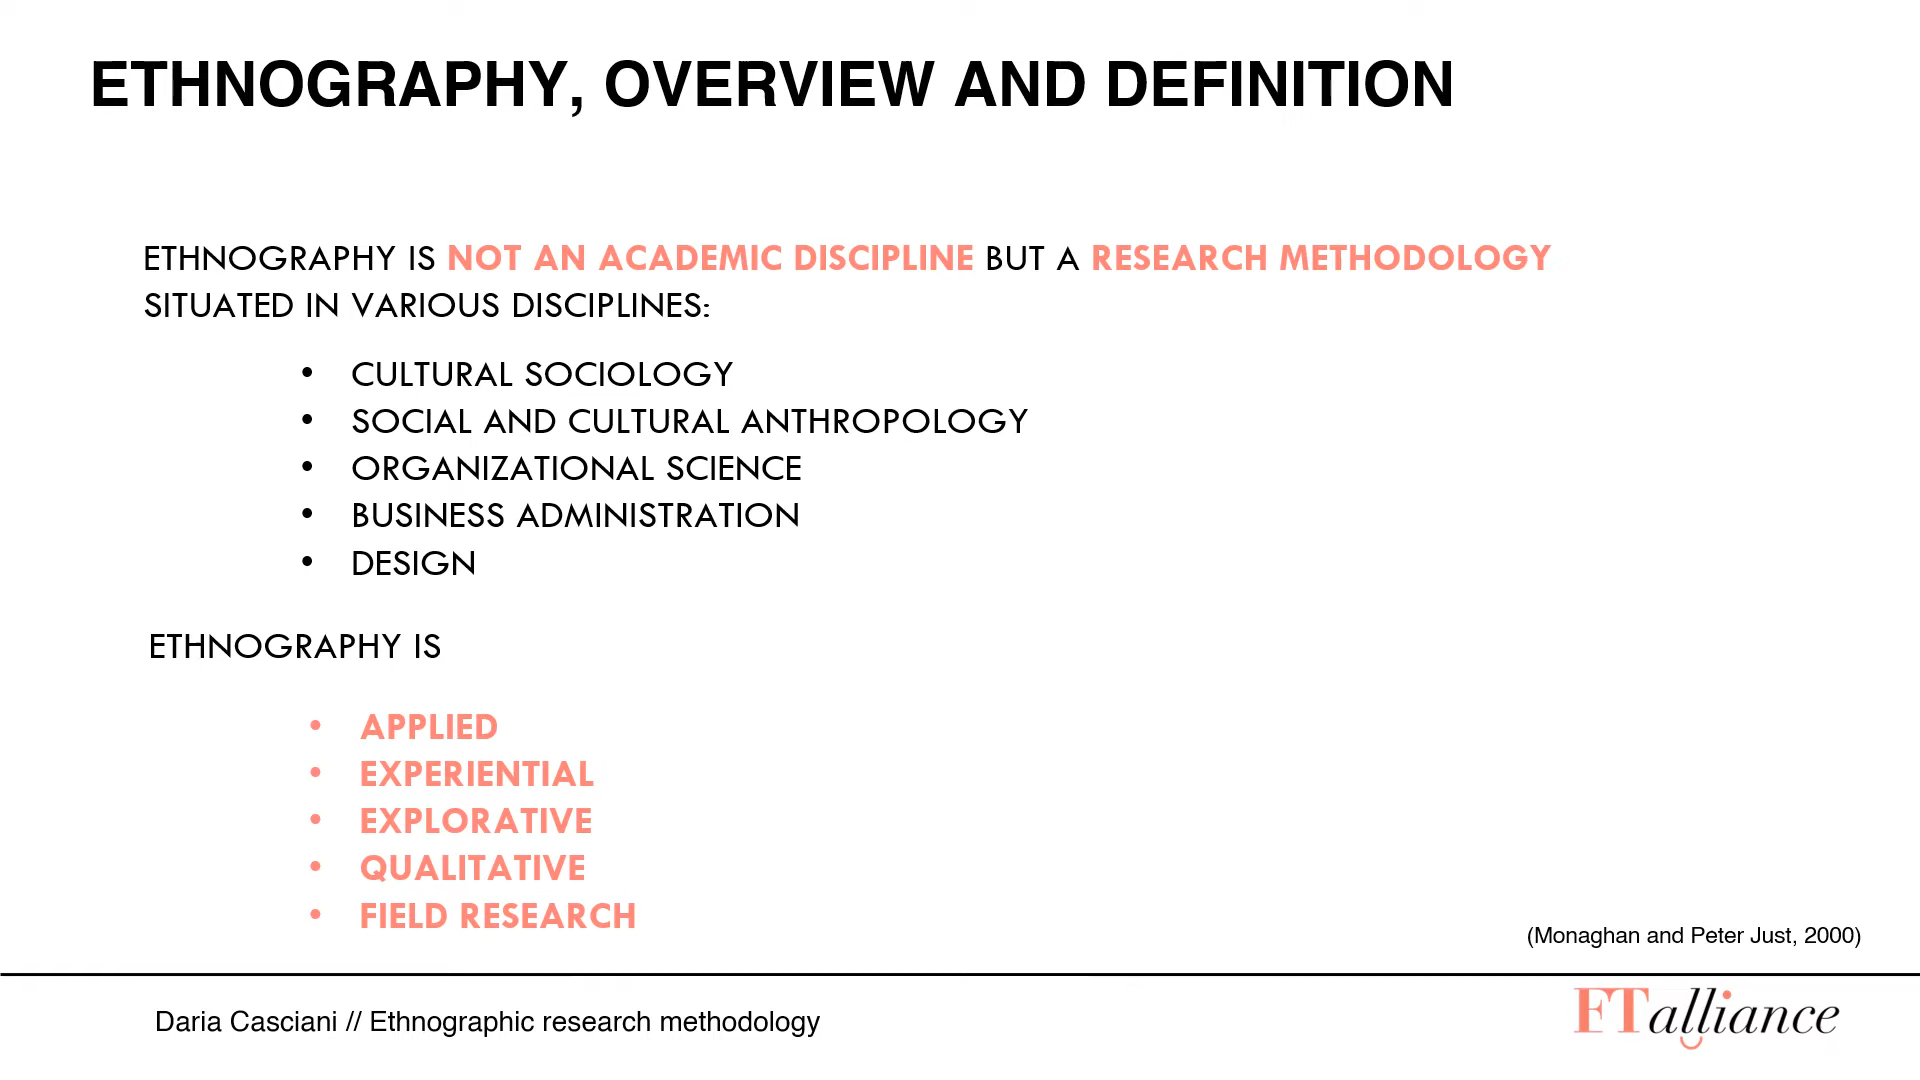 ETHNOGRAPHY, OVERVIEW AND DEFINITION
ETHNOGRAPHY IS NOT AN ACADEMIC DISCIPLINE BUT A RESEARCH METHODOLOGY
SITUATED IN VARIOUS DISCIPLINES:
• CULTURAL SOCIOLOGY
• SOCIAL AND CULTURAL ANTHROPOLOGY
• ORGANIZATIONAL SCIENCE
• BUSINESS ADMINISTRATION
• DESIGN
ETHNOGRAPHY IS
• APPLIED
• EXPERIENTIAL
• EXPLORATIVE
• QUALITATIVE
• FIELD RESEARCH
(Monaghan and Peter Just, 2000)
Daria Casciani // Ethnographic research methodology
FTalliance